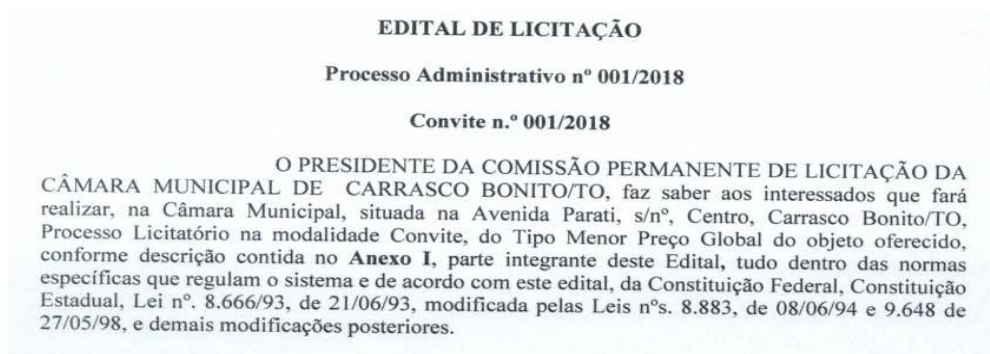 EDITAL DE LICITAÇÃO
Processo Administrativo nº 001/2018
Convite n.º 001/2018
O PRESIDENTE DA COMISSÃO PERMANENTE DE LICITAÇÃO DA
CÂMARA MUNICIPAL DE CARRASCO BONITO/TO, faz saber aos interessados que fará
realizar, na Câmara Municipal, situada na Avenida Parati, s/nº, Centro, Carrasco Bonito/TO,
Processo Licitatório na modalidade Convite, do Tipo Menor Preço Global do objeto oferecido,
conforme descrição contida no Anexo I, parte integrante deste Edital, tudo dentro das normas
específicas que regulam o sistema e de acordo com este edital, da Constituição Federal, Constituição
Estadual, Lei nº. 8.666/93, de 21/06/93, modificada pelas Leis nºs. 8.883, de 08/06/94 e 9.648 de
27/05/98, e demais modificações posteriores.